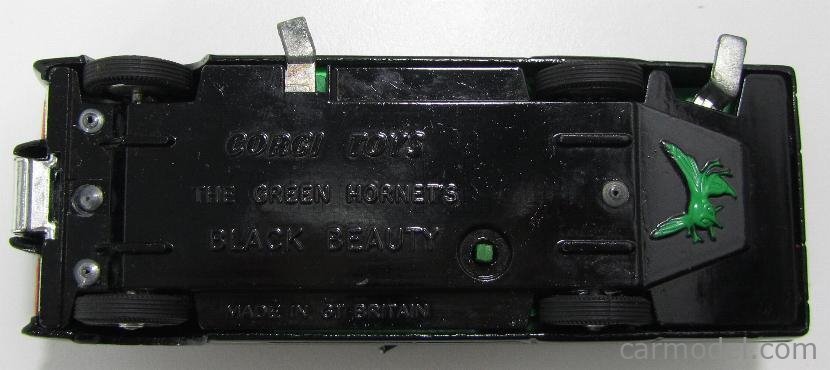 CORGI TOYS
THE GREEN HORNET'S
BLACK BEAUTY
MADE IN GT BRITAIN
carmodel.com